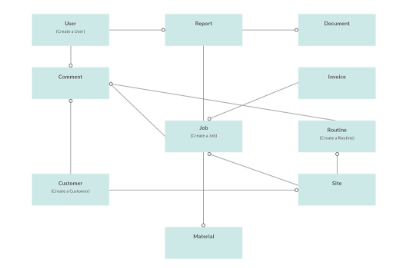 User
(Create a User )
Report
Document
Comment
Invoice
Job
(Create a Job)
Routine
(Create a Routine)
Customer
(Create a Customer)
Site
Material